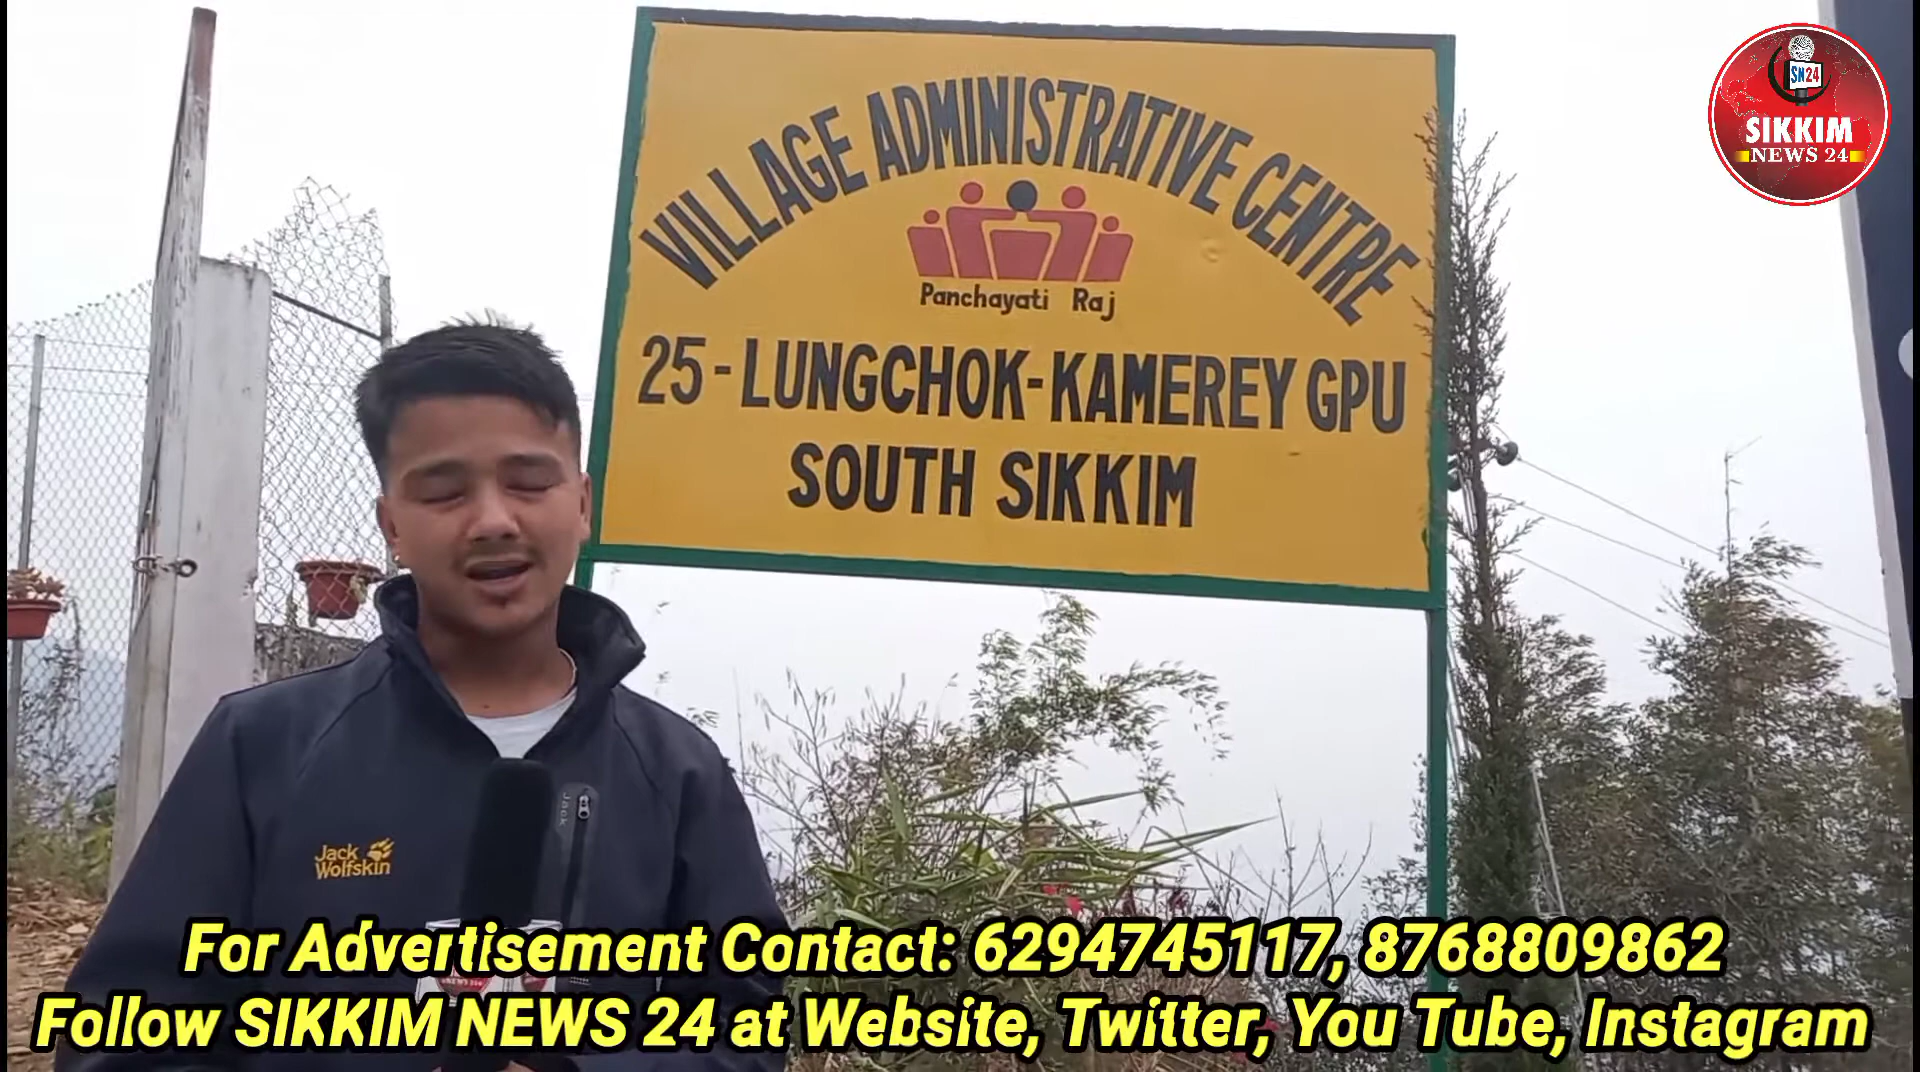 VILLAGE ADMINISTRATIVE CENTRE
Panchayati Raj
25-LUNGCHOK-KAMEREY GPU
SOUTH SIKKIM
SN24
SIKKIM
NEWS 24
Jack
Jack
Wolfskin
For Advertisement Contact: 6294745117, 8768809862
Follow SIKKIM NEWS 24 at Website, Twitter, You Tube, Instagram